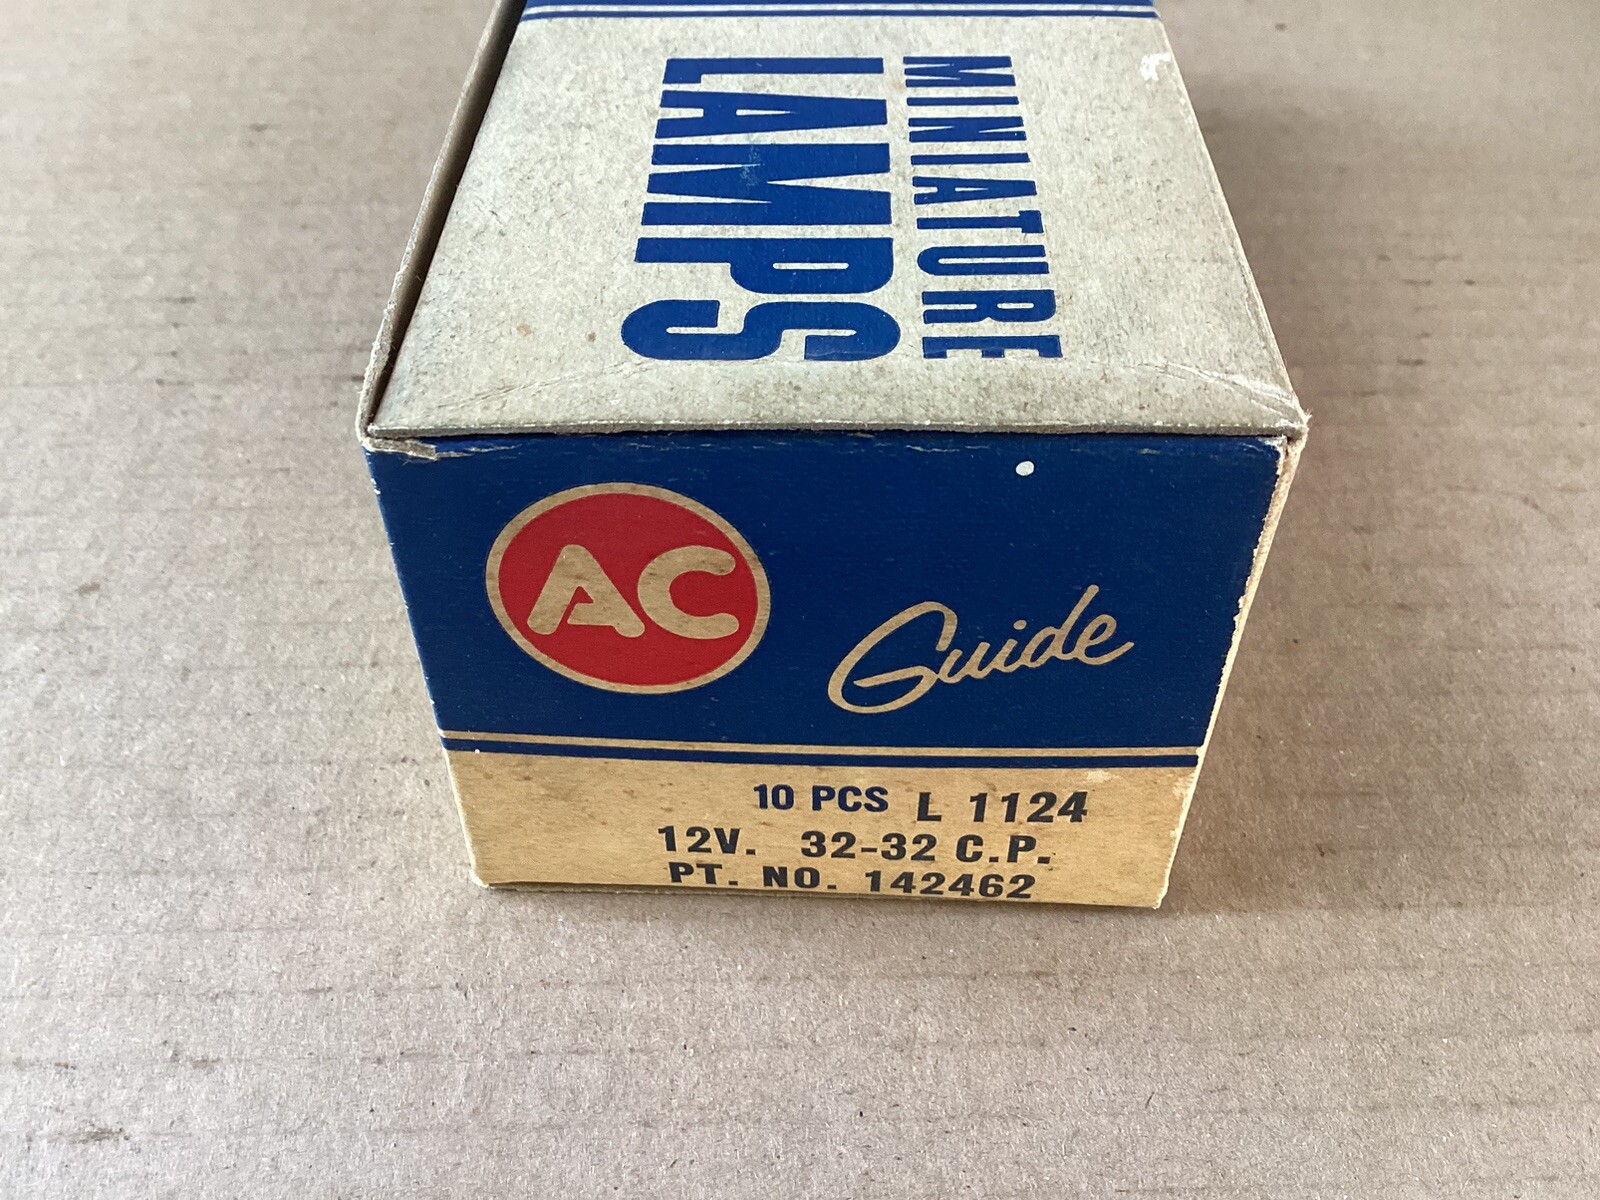 MINIATURE
LAMPS
AC
Guide
10 PCS L 1124
12V. 32-32 C.P.
PT. NO. 142462